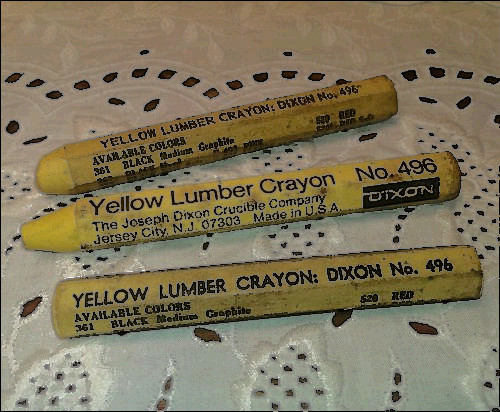 YELLOW LUMBER CRAYON: DIXON No. 496
AVAILABLE COLORS 520 RED
361 BLACK Medium Graphite
Yellow Lumber Crayon No. 496
The Joseph Dixon Crucible Company DIXON
Jersey City, N.J. 07303 Made in U.S.A.
YELLOW LUMBER CRAYON: DIXON No. 496
AVAILABLE COLORS 520 RED
361 BLACK Medium Graphite